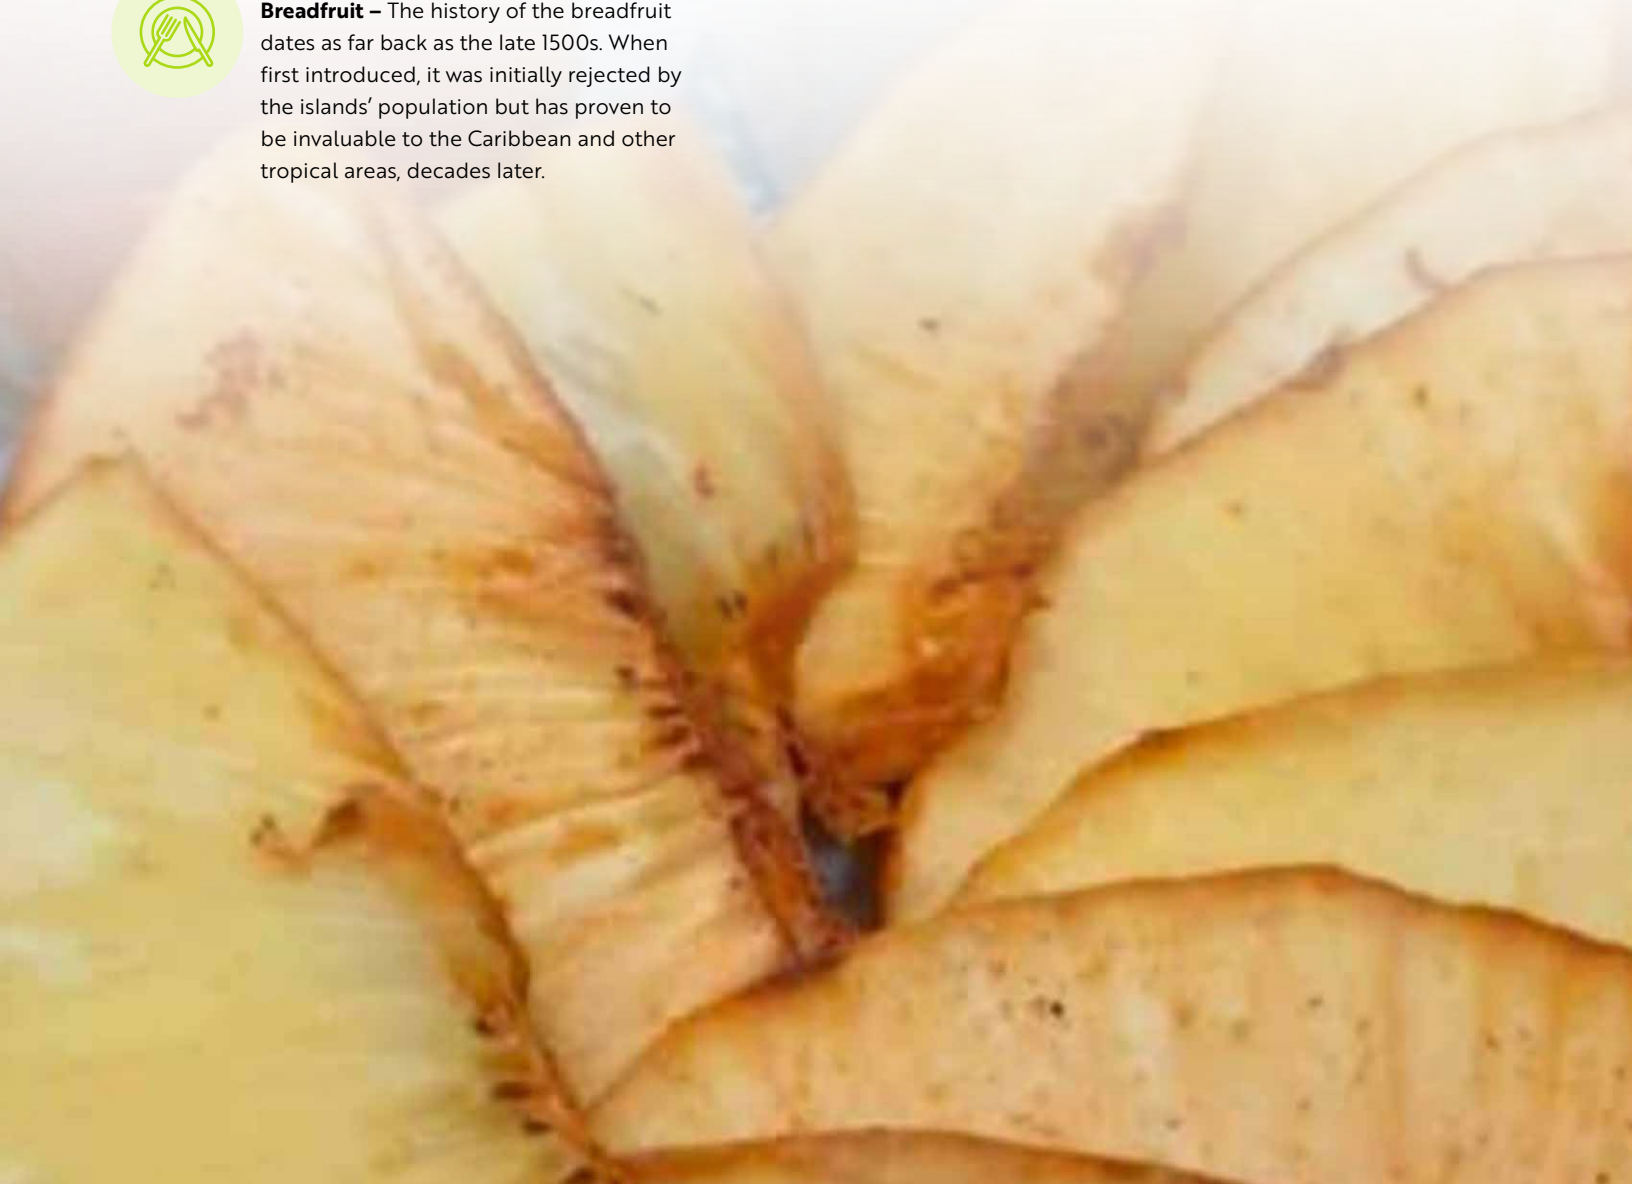 Breadfruit – The history of the breadfruit
dates as far back as the late 1500s. When
first introduced, it was initially rejected by
the islands’ population but has proven to
be invaluable to the Caribbean and other
tropical areas, decades later.